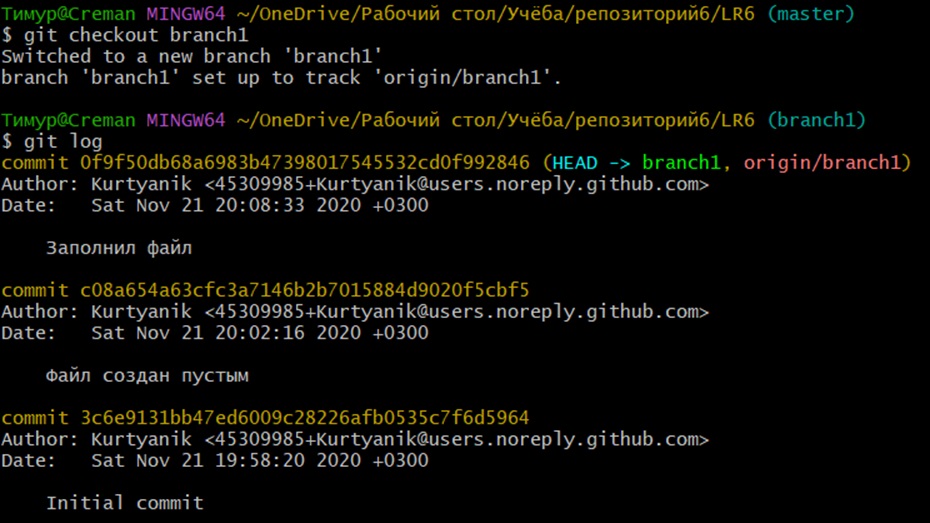 Тимур@Creman MINGW64 ~/OneDrive/Рабочий стол/Учёба/репозиторий6/LR6 (master)
$ git checkout branch1
Switched to a new branch 'branch1'
branch 'branch1' set up to track 'origin/branch1'.
Тимур@Creman MINGW64 ~/OneDrive/Рабочий стол/Учёба/репозиторий6/LR6 (branch1)
$ git log
commit 0f9f50db68a6983b47398017545532cd0f992846 (HEAD -> branch1, origin/branch1)
Author: Kurtyanik <45309985+Kurtyanik@users.noreply.github.com>
Date:   Sat Nov 21 20:08:33 2020 +0300
Заполнил файл
commit c08a654a63cfc3a7146b2b7015884d9020f5cbf5
Author: Kurtyanik <45309985+Kurtyanik@users.noreply.github.com>
Date:   Sat Nov 21 20:02:16 2020 +0300
Файл создан пустым
commit 3c6e9131bb47ed6009c28226afb0535c7f6d5964
Author: Kurtyanik <45309985+Kurtyanik@users.noreply.github.com>
Date:   Sat Nov 21 19:58:20 2020 +0300
Initial commit